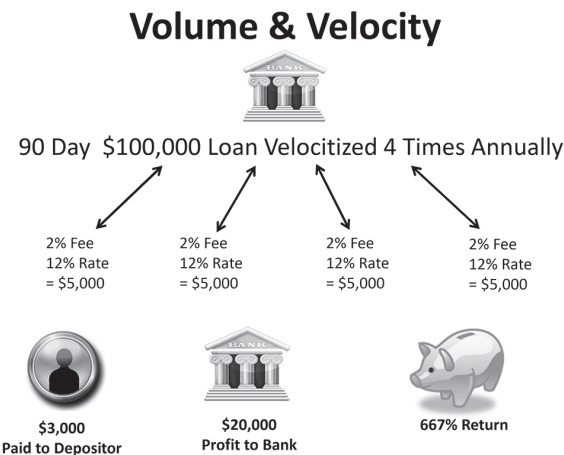 Volume & Velocity
BANK
90 Day $100,000 Loan Velocitized 4 Times Annually
2% Fee
12% Rate
= $5,000
2% Fee
12% Rate
= $5,000
2% Fee
12% Rate
= $5,000
2% Fee
12% Rate
= $5,000
BANK
$3,000
Paid to Depositor
$20,000
Profit to Bank
667% Return